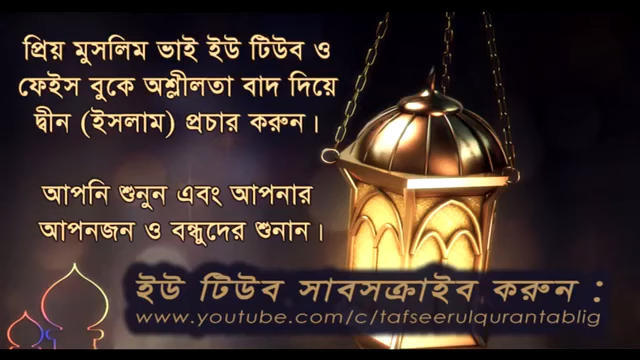 প্রিয় মুসলিম ভাই ইউ টিউব ও
ফেইস বুকে অশ্লীলতা বাদ দিয়ে
দ্বীন (ইসলাম) প্রচার করুন।
আপনি শুনুন এবং আপনার
আপনজন ও বন্ধুদের শুনান।
ইউ টিউব সাবসক্রাইব করুন :
www.youtube.com/c/tafseerulqurantablig